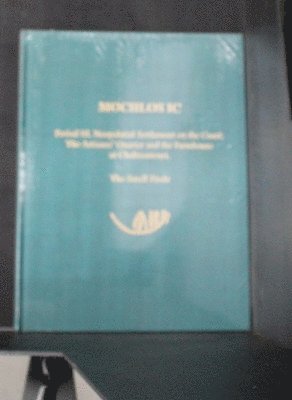 MOCHLOS IC
Period III. Neopalatial Settlement on the Coast:
The Artisans' Quarter and the Farmhouse
at Chalinomouri.
The Small Finds